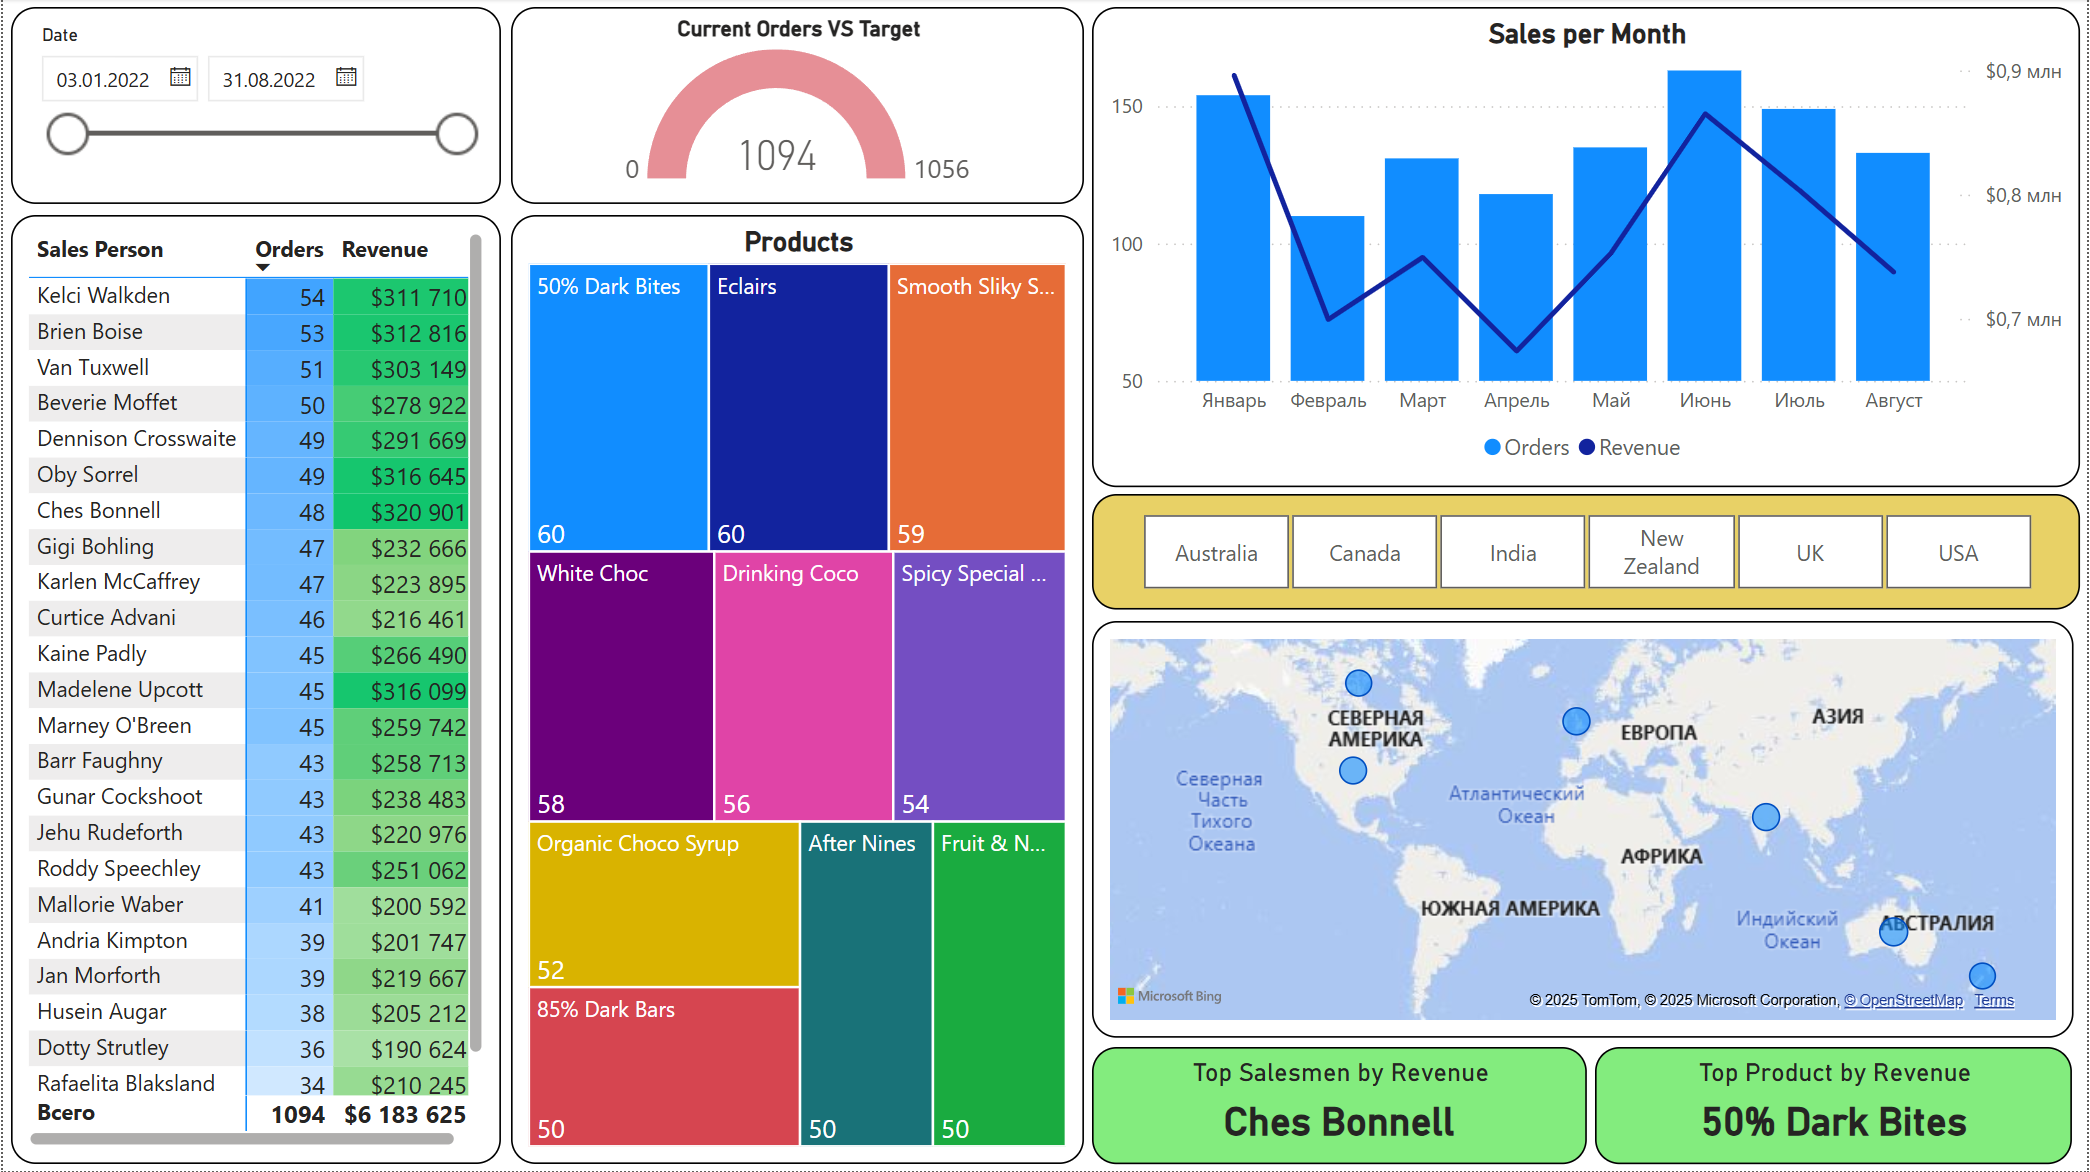 Date
03.01.2022
31.08.2022
Current Orders VS Target
1094
0
1056
Sales per Month
150
100
50
$0,9 млн
$0,8 млн
$0,7 млн
Январь
Февраль
Март
Апрель
Май
Июнь
Июль
Август
Orders
Revenue
Sales Person Orders Revenue
Kelci Walkden 54 $311 710
Brien Boise 53 $312 816
Van Tuxwell 51 $303 149
Beverie Moffet 50 $278 922
Dennison Crosswaite 49 $291 669
Oby Sorrel 49 $316 645
Ches Bonnell 48 $320 901
Gigi Bohling 47 $232 666
Karlen McCaffrey 47 $223 895
Curtice Advani 46 $216 461
Kaine Padly 45 $266 490
Madelene Upcott 45 $316 099
Marney O'Breen 45 $259 742
Barr Faughny 43 $258 713
Gunar Cockshoot 43 $238 483
Jehu Rudeforth 43 $220 976
Roddy Speechley 43 $251 062
Mallorie Waber 41 $200 592
Andria Kimpton 39 $201 747
Jan Morforth 39 $219 667
Husein Augar 38 $205 212
Dotty Strutley 36 $190 624
Rafaelita Blaksland 34 $210 245
Всего 1094 $6 183 625
Products
50% Dark Bites
60
Eclairs
60
Smooth Sliky S...
59
White Choc
58
Drinking Coco
56
Spicy Special ...
54
Organic Choco Syrup
52
85% Dark Bars
50
After Nines
50
Fruit & N...
50
Australia
Canada
India
New
Zealand
UK
USA
СЕВЕРНАЯ
АМЕРИКА
ЕВРОПА
АЗИЯ
Северная
Часть
Тихого
Океана
Атлантический
Океан
АФРИКА
ЮЖНАЯ АМЕРИКА
Индийский
Океан
АВСТРАЛИЯ
Microsoft Bing
© 2025 TomTom, © 2025 Microsoft Corporation, © OpenStreetMap Terms
Top Salesmen by Revenue
Ches Bonnell
Top Product by Revenue
50% Dark Bites